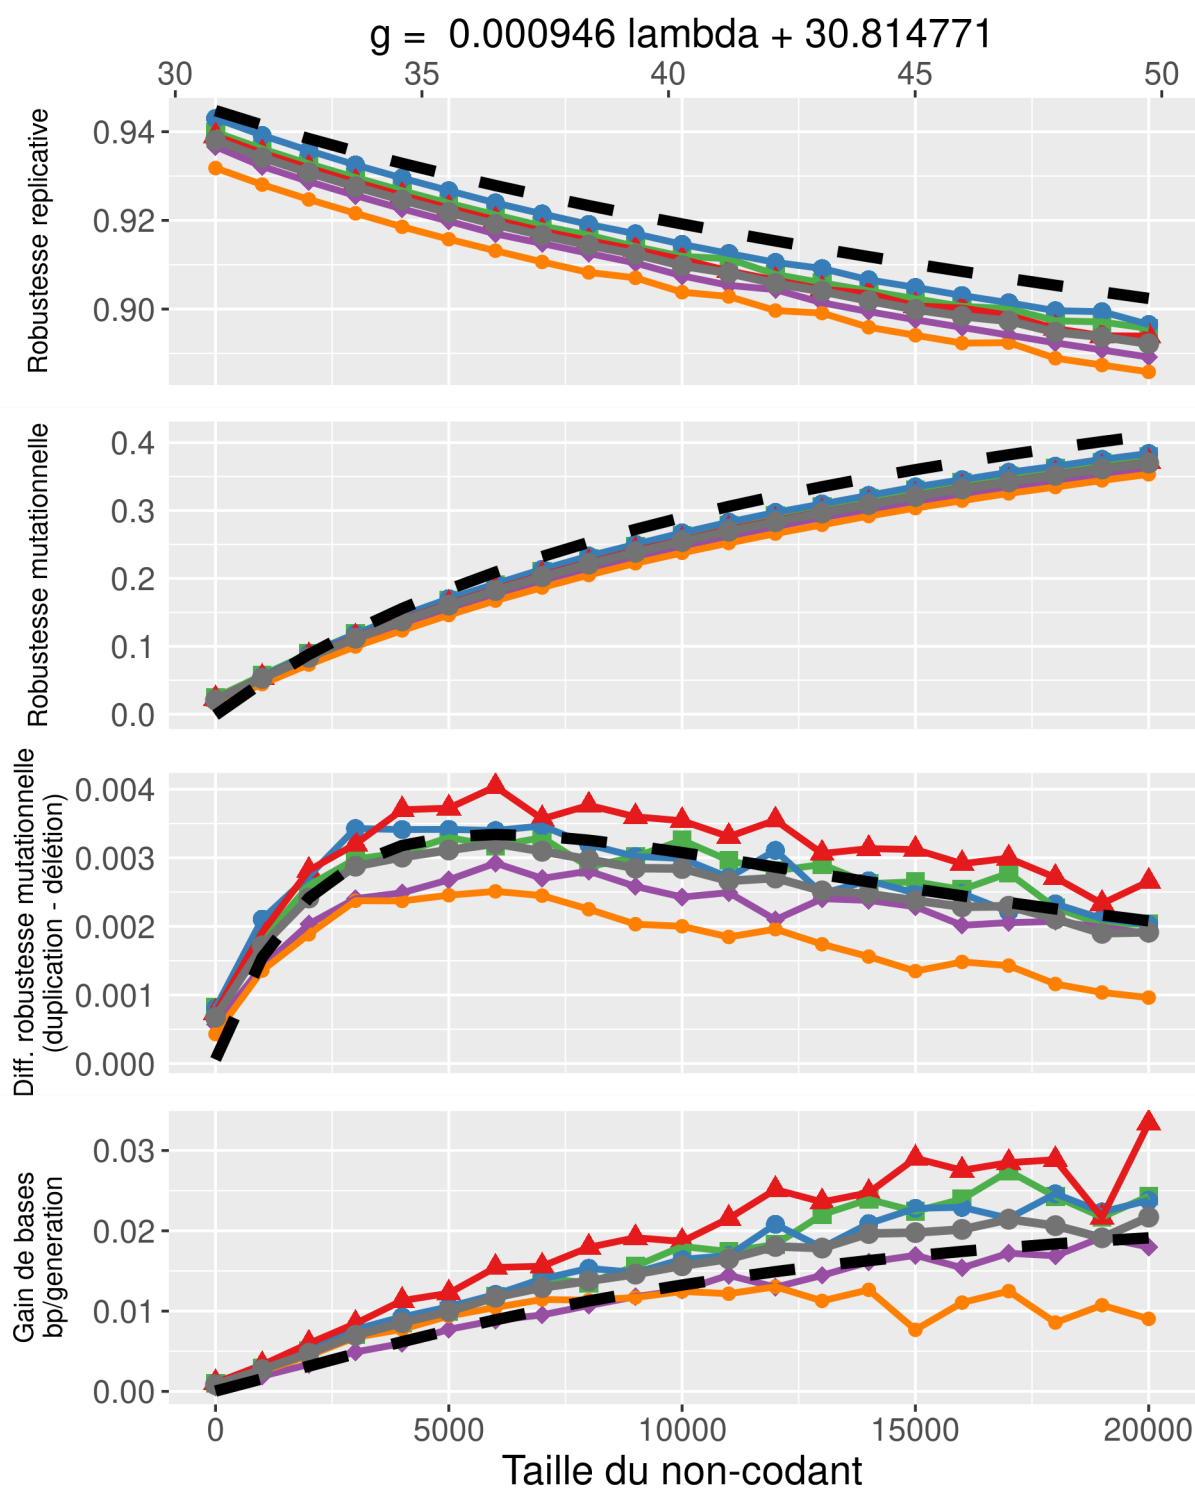 g =  0.000946 lambda + 30.814771
30 35 40 45 50
Robustesse replicative
0.94
0.92
0.90
Robustesse mutationnelle
0.4
0.3
0.2
0.1
0.0
Diff. robustesse mutationnelle
(duplication - délétion)
0.004
0.003
0.002
0.001
0.000
Gain de bases
bp/generation
0.03
0.02
0.01
0.00
0 5000 10000 15000 20000
Taille du non-codant